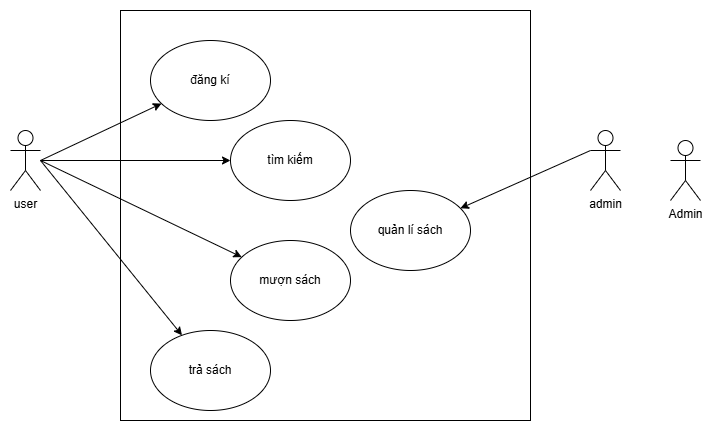 đăng kí
tìm kiếm
user
admin
Admin
quản lí sách
mượn sách
trả sách